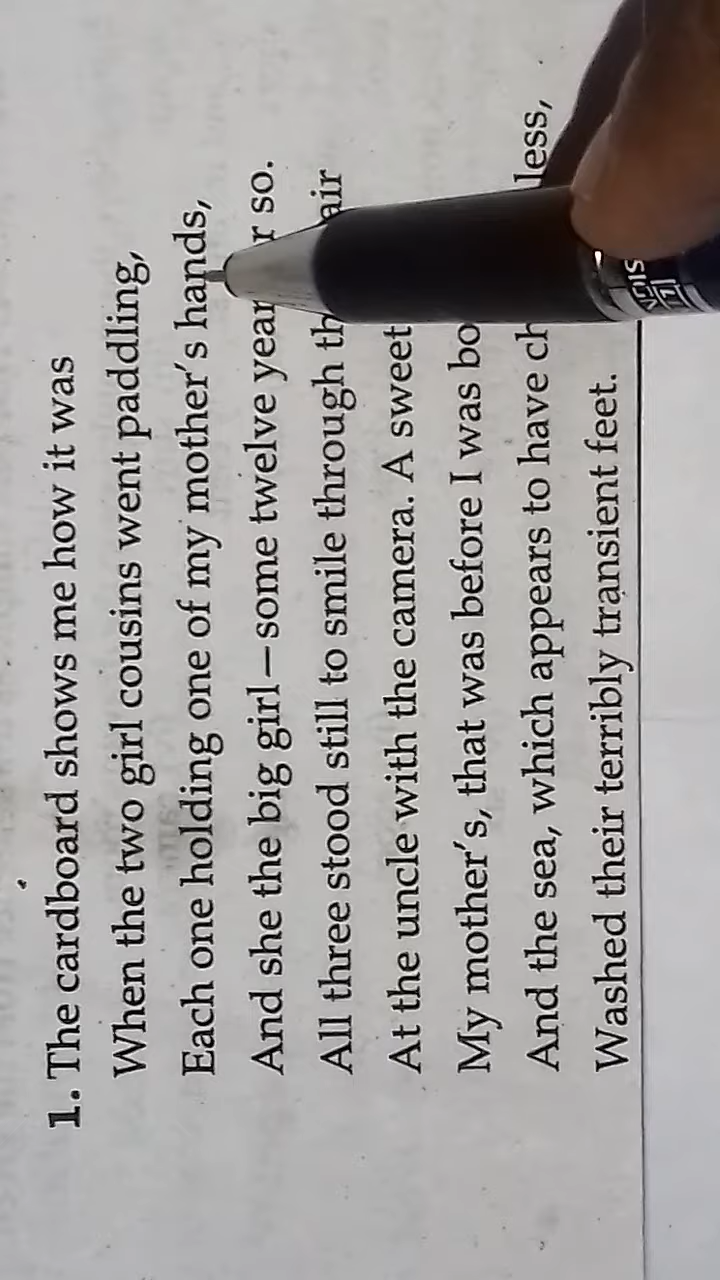 1. The cardboard shows me how it was
When the two girl cousins went paddling,
Each one holding one of my mother's hands,
And she the big girl—some twelve year r so.
All three stood still to smile through th air
At the uncle with the camera. A sweet
My mother's, that was before I was bo
And the sea, which appears to have ch less,
Washed their terribly transient feet.